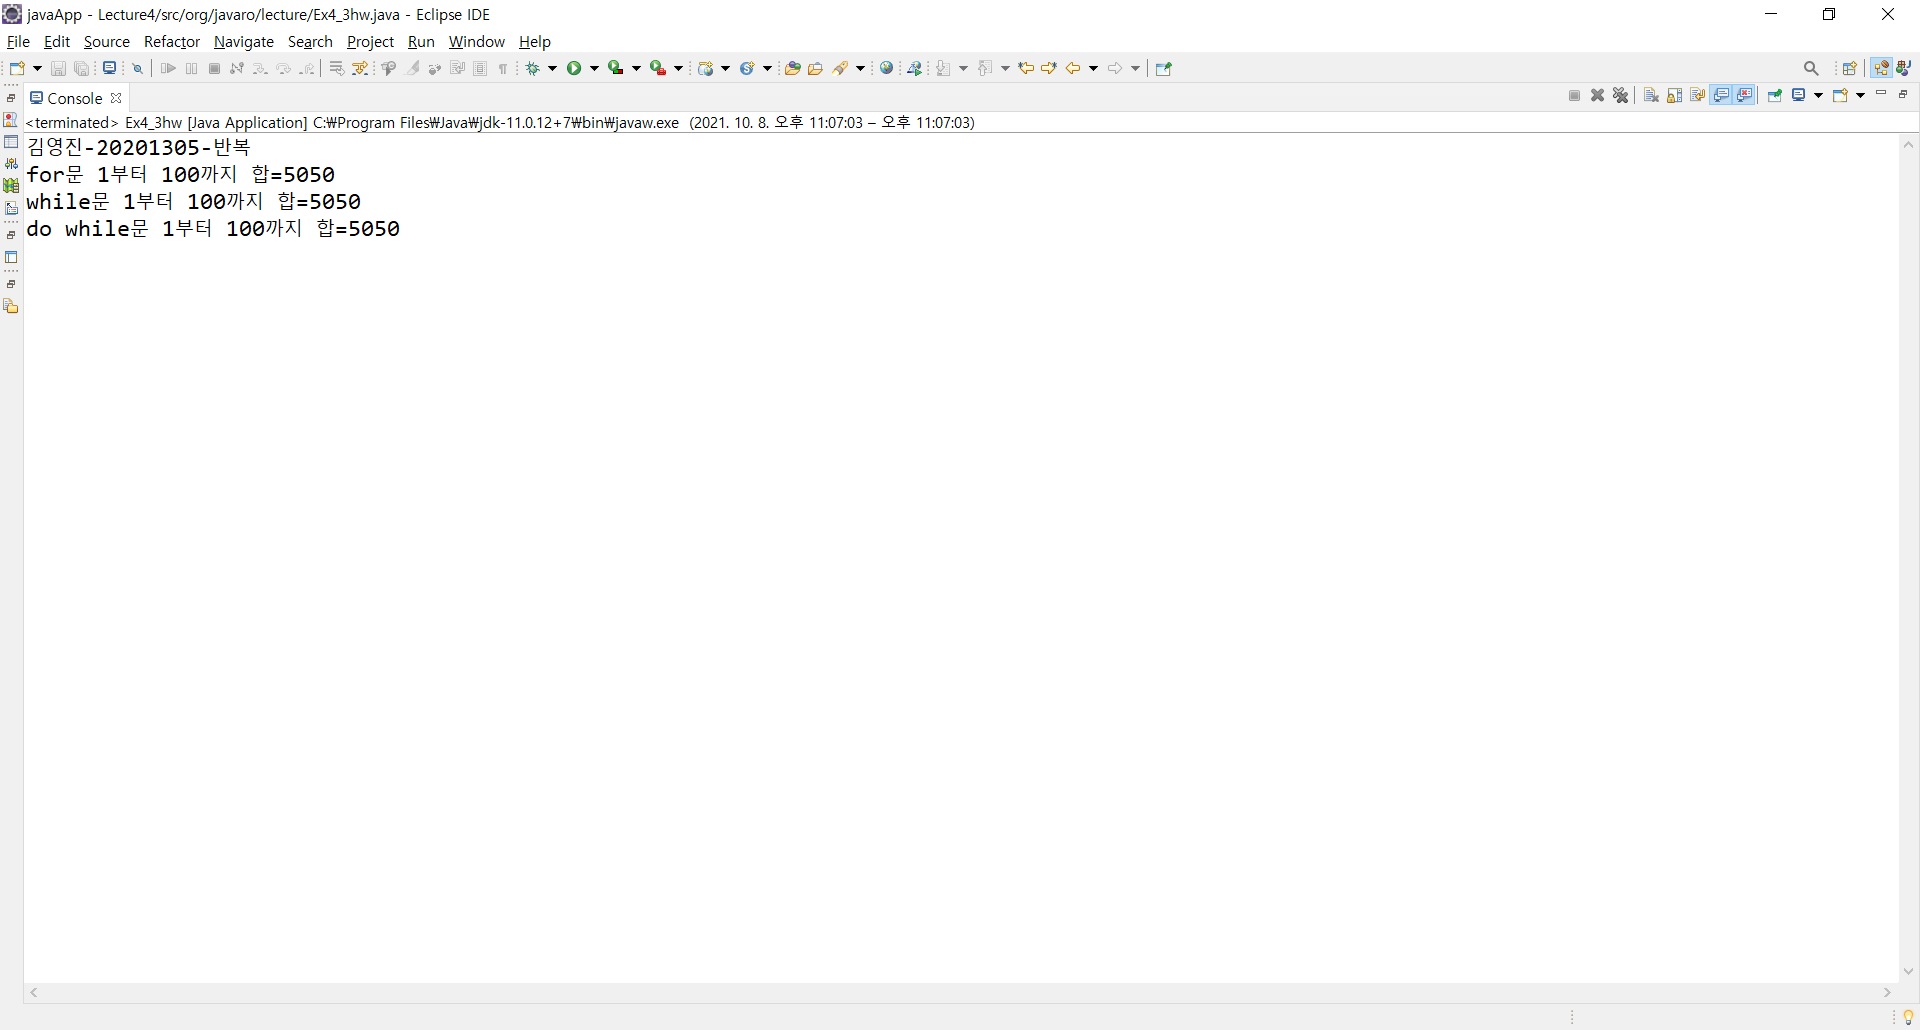 javaApp - Lecture4/src/org/javaro/lecture/Ex4_3hw.java - Eclipse IDE
File Edit Source Refactor Navigate Search Project Run Window Help
Console
<terminated> Ex4_3hw [Java Application] C:₩Program Files₩Java₩jdk-11.0.12+7₩bin₩javaw.exe (2021. 10. 8. 오후 11:07:03 – 오후 11:07:03)
김영진-20201305-반복
for문 1부터 100까지 합=5050
while문 1부터 100까지 합=5050
do while문 1부터 100까지 합=5050